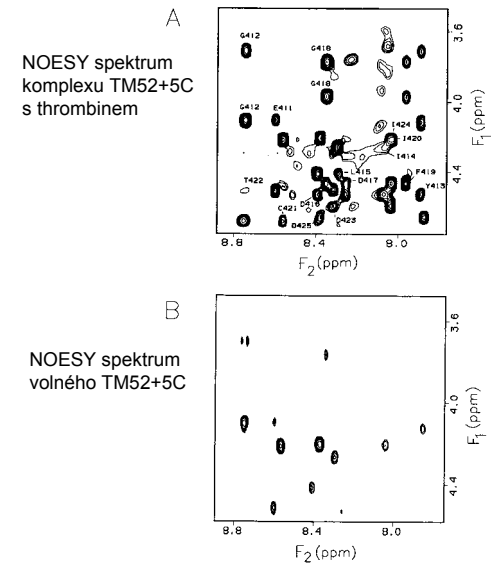 A
NOESY spektrum
komplexu TM52+5C
s thrombinem
G412
G418
G418
G412 E411
I424
I420
I414
T422
L415
F419
D416
D417
Y413
C421
D425
D423
3.6
4.0
4.4
F1 (ppm)
8.8 8.4 8.0
F2 (ppm)
B
NOESY spektrum
volného TM52+5C
3.6
4.0
4.4
F1 (ppm)
8.8 8.4 8.0
F2 (ppm)